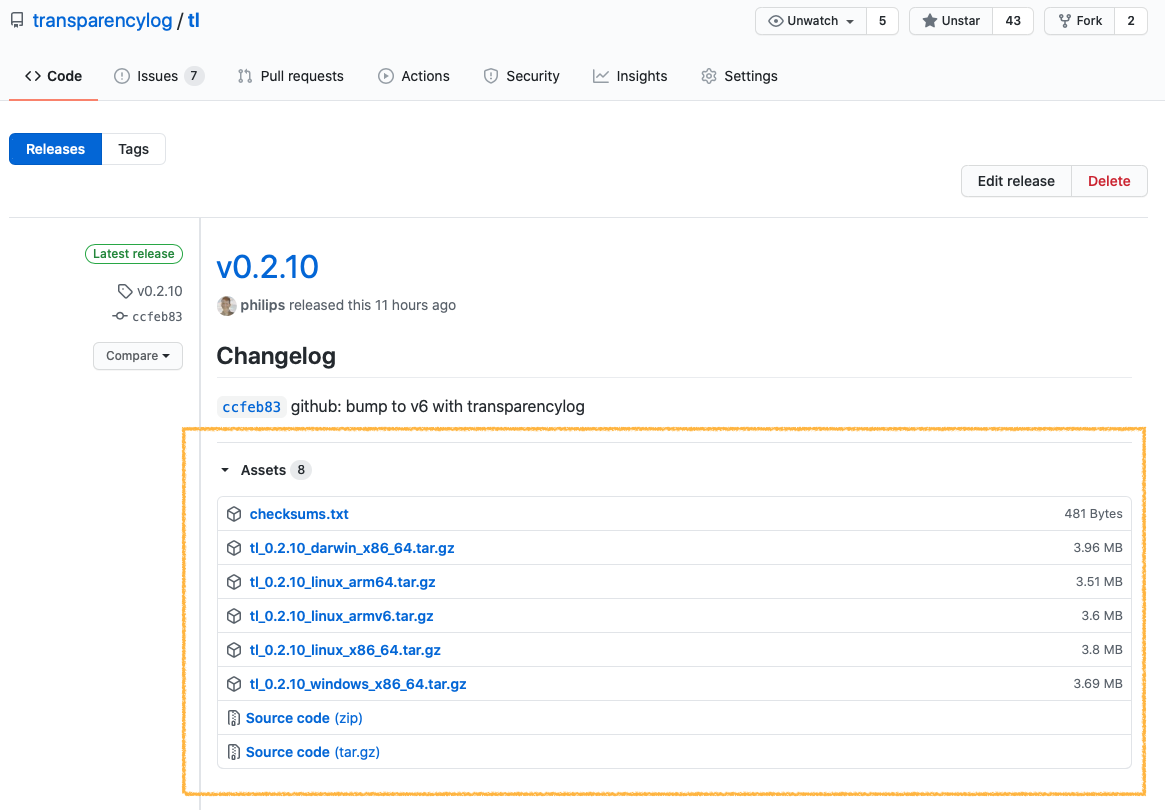 transparencylog / tl
Unwatch 5 Unstar 43 Fork 2
Code Issues 7 Pull requests Actions Security Insights Settings
Releases Tags
Edit release Delete
Latest release
v0.2.10
ccfeb83
Compare
v0.2.10
philips released this 11 hours ago
Changelog
ccfeb83 github: bump to v6 with transparencylog
Assets 8
checksums.txt 481 Bytes
tl_0.2.10_darwin_x86_64.tar.gz 3.96 MB
tl_0.2.10_linux_arm64.tar.gz 3.51 MB
tl_0.2.10_linux_armv6.tar.gz 3.6 MB
tl_0.2.10_linux_x86_64.tar.gz 3.8 MB
tl_0.2.10_windows_x86_64.tar.gz 3.69 MB
Source code (zip)
Source code (tar.gz)